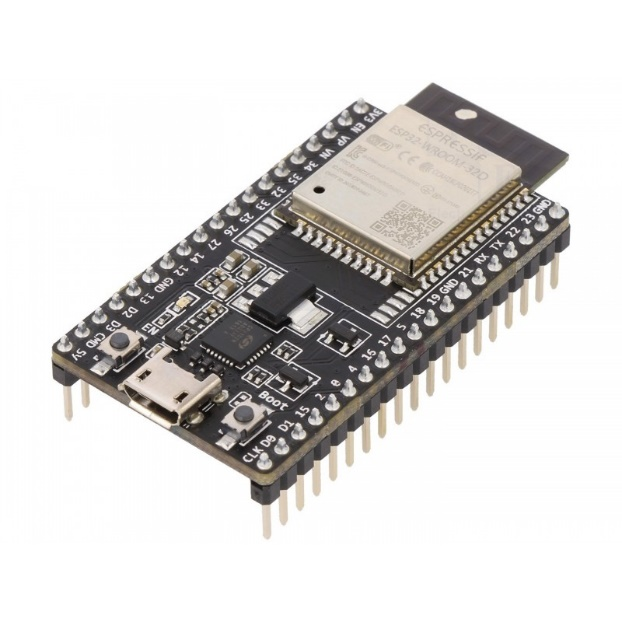 ESPRESSIF
ESP32-WROOM-32D
3V3 EN VP VN 34 35 32 33 25 26 27 14 12 GND 13 D2 D3 CMD 5V
EN
Boot
CLK D0 D1 15 2 0 4 16 17 5 18 19 GND 21 RX TX 22 23 GND